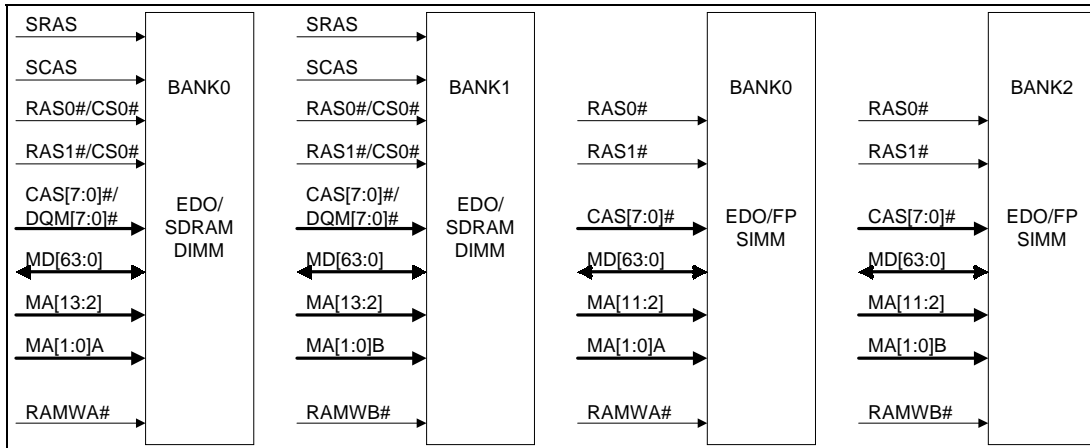 SRAS
SCAS
RAS0#/CS0#
RAS1#/CS0#
CAS[7:0]#/
DQM[7:0]#
MD[63:0]
MA[13:2]
MA[1:0]A
RAMWA#
BANK0
EDO/
SDRAM
DIMM
SRAS
SCAS
RAS0#/CS0#
RAS1#/CS0#
CAS[7:0]#/
DQM[7:0]#
MD[63:0]
MA[13:2]
MA[1:0]B
RAMWB#
BANK1
EDO/
SDRAM
DIMM
RAS0#
RAS1#
CAS[7:0]#
MD[63:0]
MA[11:2]
MA[1:0]A
RAMWA#
BANK0
EDO/FP
SIMM
RAS0#
RAS1#
CAS[7:0]#
MD[63:0]
MA[11:2]
MA[1:0]B
RAMWB#
BANK2
EDO/FP
SIMM